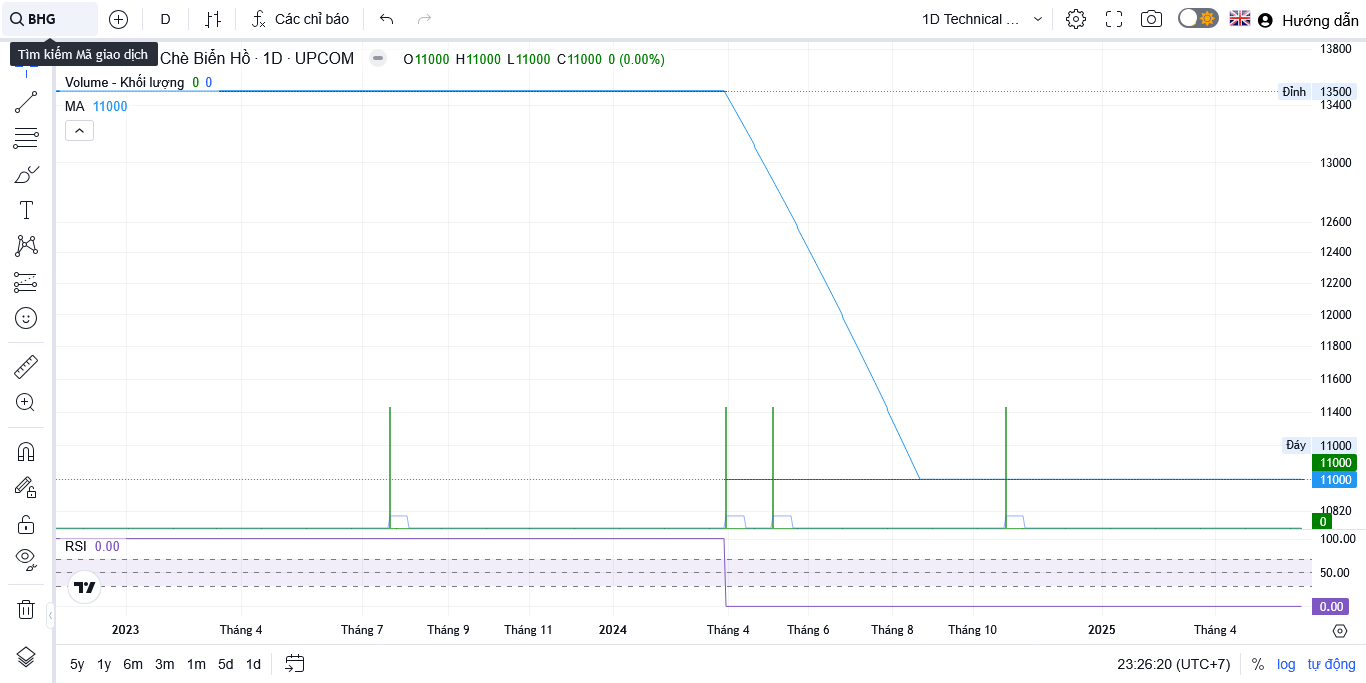 BHG D Các chỉ báo 1D Technical ... Hướng dẫn
Tìm kiếm Mã giao dịch
Chè Biển Hồ · 1D · UPCOM O11000 H11000 L11000 C11000 0 (0.00%)
Volume - Khối lượng 0 0
MA 11000
13800
Đỉnh 13500
13400
13000
12600
12400
12200
12000
11800
11600
11400
Đáy 11000
11000
11000
10820
0
RSI 0.00
100.00
50.00
0.00
2023 Tháng 4 Tháng 7 Tháng 9 Tháng 11 2024 Tháng 4 Tháng 6 Tháng 8 Tháng 10 2025 Tháng 4
5y 1y 6m 3m 1m 5d 1d 23:26:20 (UTC+7) % log tự động